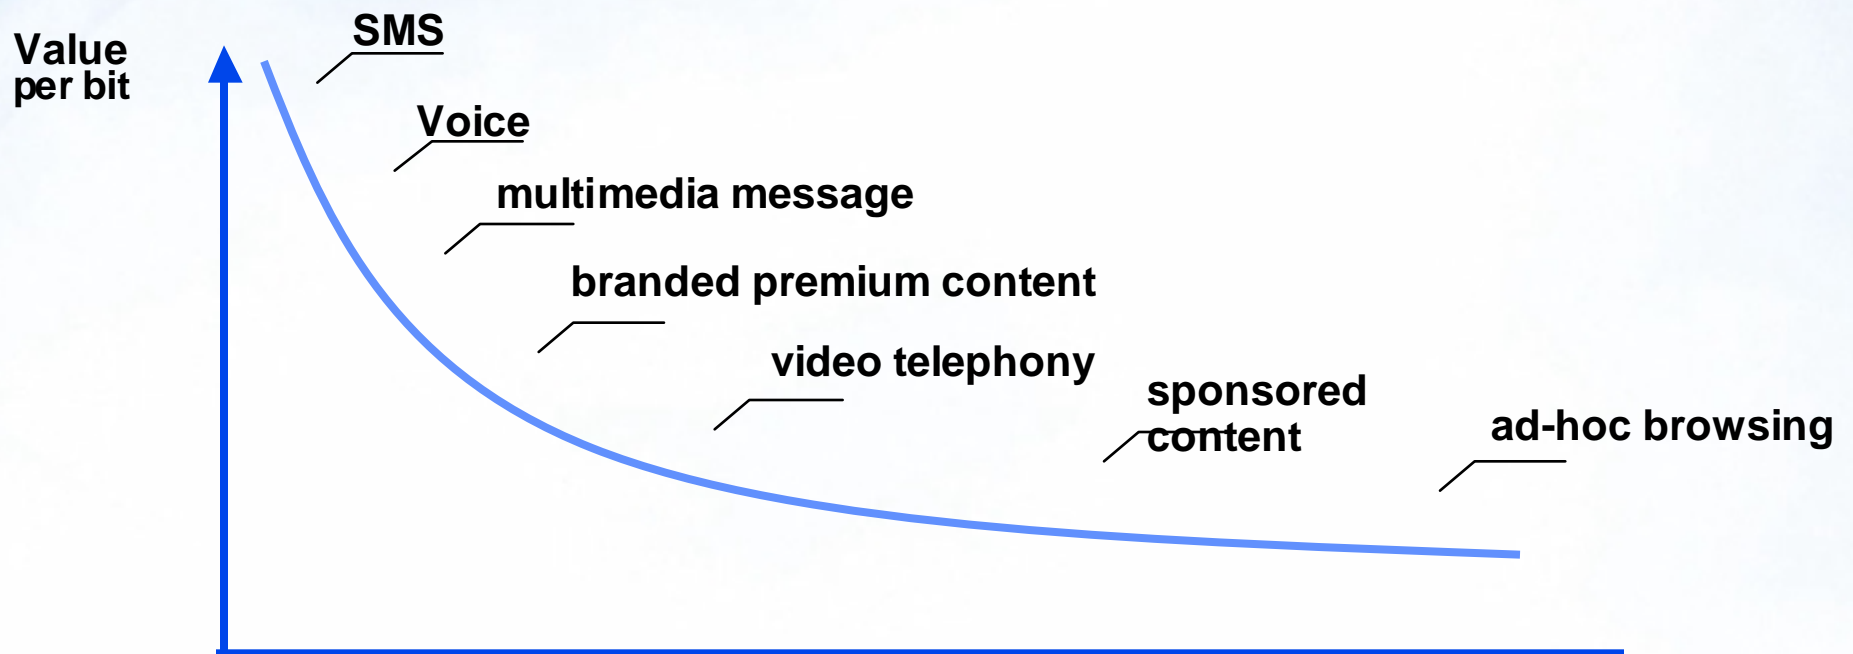 SMS
Value
per bit
Voice
multimedia message
branded premium content
video telephony
sponsored
content
ad-hoc browsing